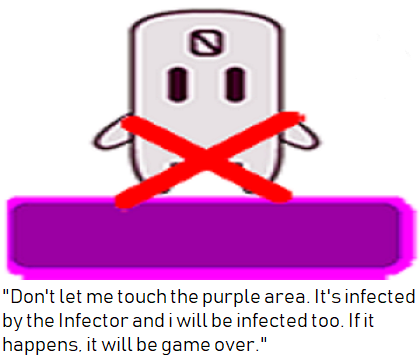 "Don't let me touch the purple area. It's infected
by the Infector and i will be infected too. If it
happens, it will be game over."